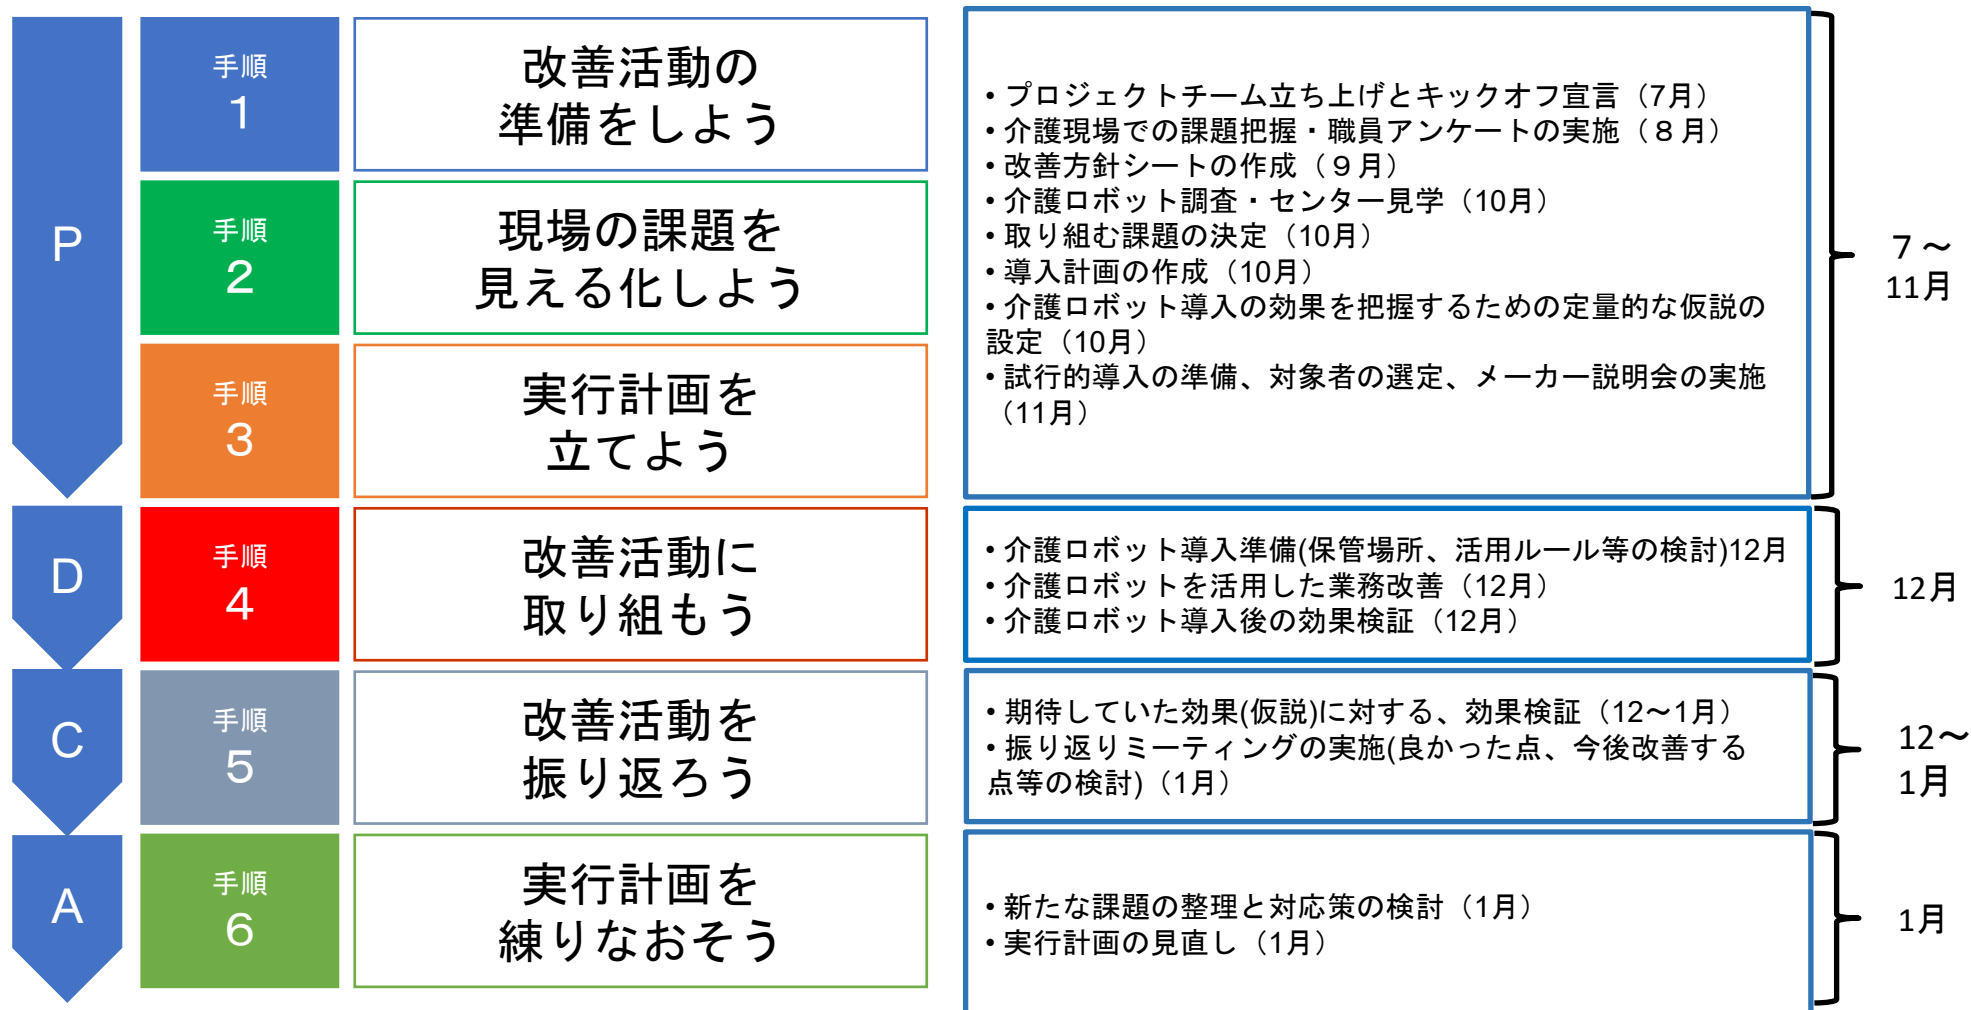 P
手順
1
改善活動の
準備をしよう
手順
2
現場の課題を
見える化しよう
手順
3
実行計画を
立てよう
• プロジェクトチーム立ち上げとキックオフ宣言（7月）
• 介護現場での課題把握・職員アンケートの実施（８月）
• 改善方針シートの作成（９月）
• 介護ロボット調査・センター見学（10月）
• 取り組む課題の決定（10月）
• 導入計画の作成（10月）
• 介護ロボット導入の効果を把握するための定量的な仮説の
設定（10月）
• 試行的導入の準備、対象者の選定、メーカー説明会の実施
（11月）
7～
11月
D
手順
4
改善活動に
取り組もう
• 介護ロボット導入準備(保管場所、活用ルール等の検討)12月
• 介護ロボットを活用した業務改善（12月）
• 介護ロボット導入後の効果検証（12月）
12月
C
手順
5
改善活動を
振り返ろう
• 期待していた効果(仮説)に対する、効果検証（12～1月）
• 振り返りミーティングの実施(良かった点、今後改善する
点等の検討)（1月）
12～
1月
A
手順
6
実行計画を
練りなおそう
• 新たな課題の整理と対応策の検討（1月）
• 実行計画の見直し（1月）
1月